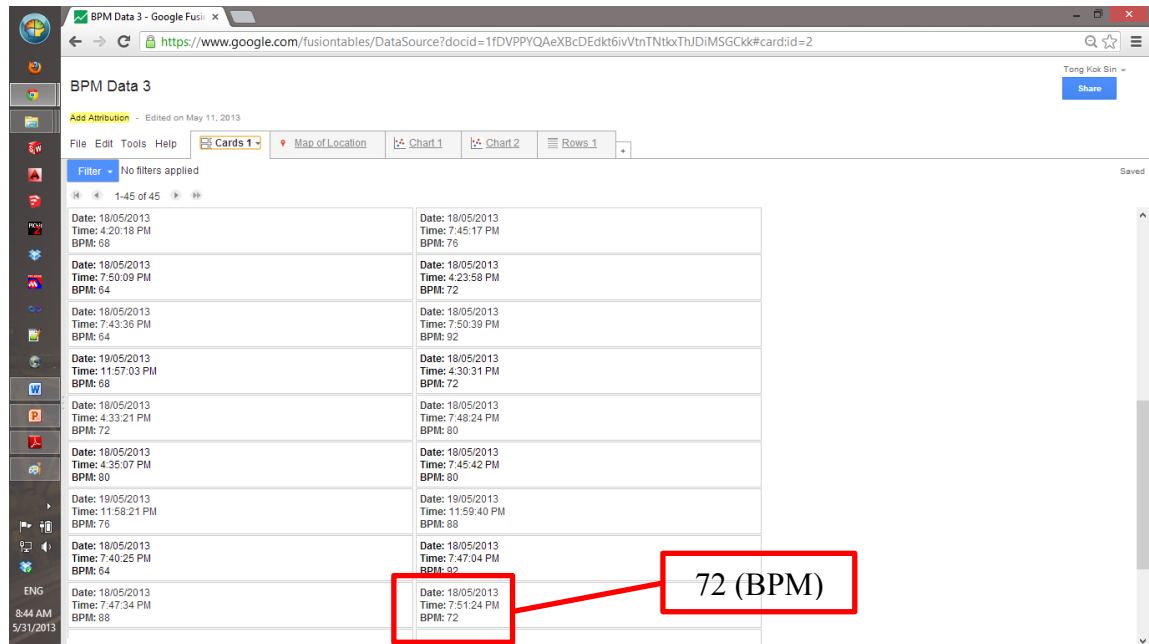 BPM Data 3 - Google Fusi
https://www.google.com/fusiontables/DataSource?docid=1fDVPPYQAeXBcDEdkt6ivVtnTNtkxThJDiMSGCkk#card:id=2
Tong Kok Sin
BPM Data 3
Share
Add Attribution - Edited on May 11, 2013
File Edit Tools Help Cards 1 Map of Location Chart 1 Chart 2 Rows 1 +
Filter No filters applied Saved
1-45 of 45
Date: 18/05/2013
Time: 4:20:18 PM
BPM: 68
Date: 18/05/2013
Time: 7:45:17 PM
BPM: 76
Date: 18/05/2013
Time: 7:50:09 PM
BPM: 64
Date: 18/05/2013
Time: 4:23:58 PM
BPM: 72
Date: 18/05/2013
Time: 7:43:36 PM
BPM: 64
Date: 18/05/2013
Time: 7:50:39 PM
BPM: 92
Date: 19/05/2013
Time: 11:57:03 PM
BPM: 68
Date: 18/05/2013
Time: 4:30:31 PM
BPM: 72
Date: 18/05/2013
Time: 4:33:21 PM
BPM: 72
Date: 18/05/2013
Time: 7:48:24 PM
BPM: 80
Date: 18/05/2013
Time: 4:35:07 PM
BPM: 80
Date: 18/05/2013
Time: 7:45:42 PM
BPM: 80
Date: 19/05/2013
Time: 11:58:21 PM
BPM: 76
Date: 19/05/2013
Time: 11:59:40 PM
BPM: 88
Date: 18/05/2013
Time: 7:40:25 PM
BPM: 64
Date: 18/05/2013
Time: 7:47:04 PM
BPM: 92
Date: 18/05/2013
Time: 7:47:34 PM
BPM: 88
Date: 18/05/2013
Time: 7:51:24 PM
BPM: 72
72 (BPM)
ENG
8:44 AM
5/31/2013